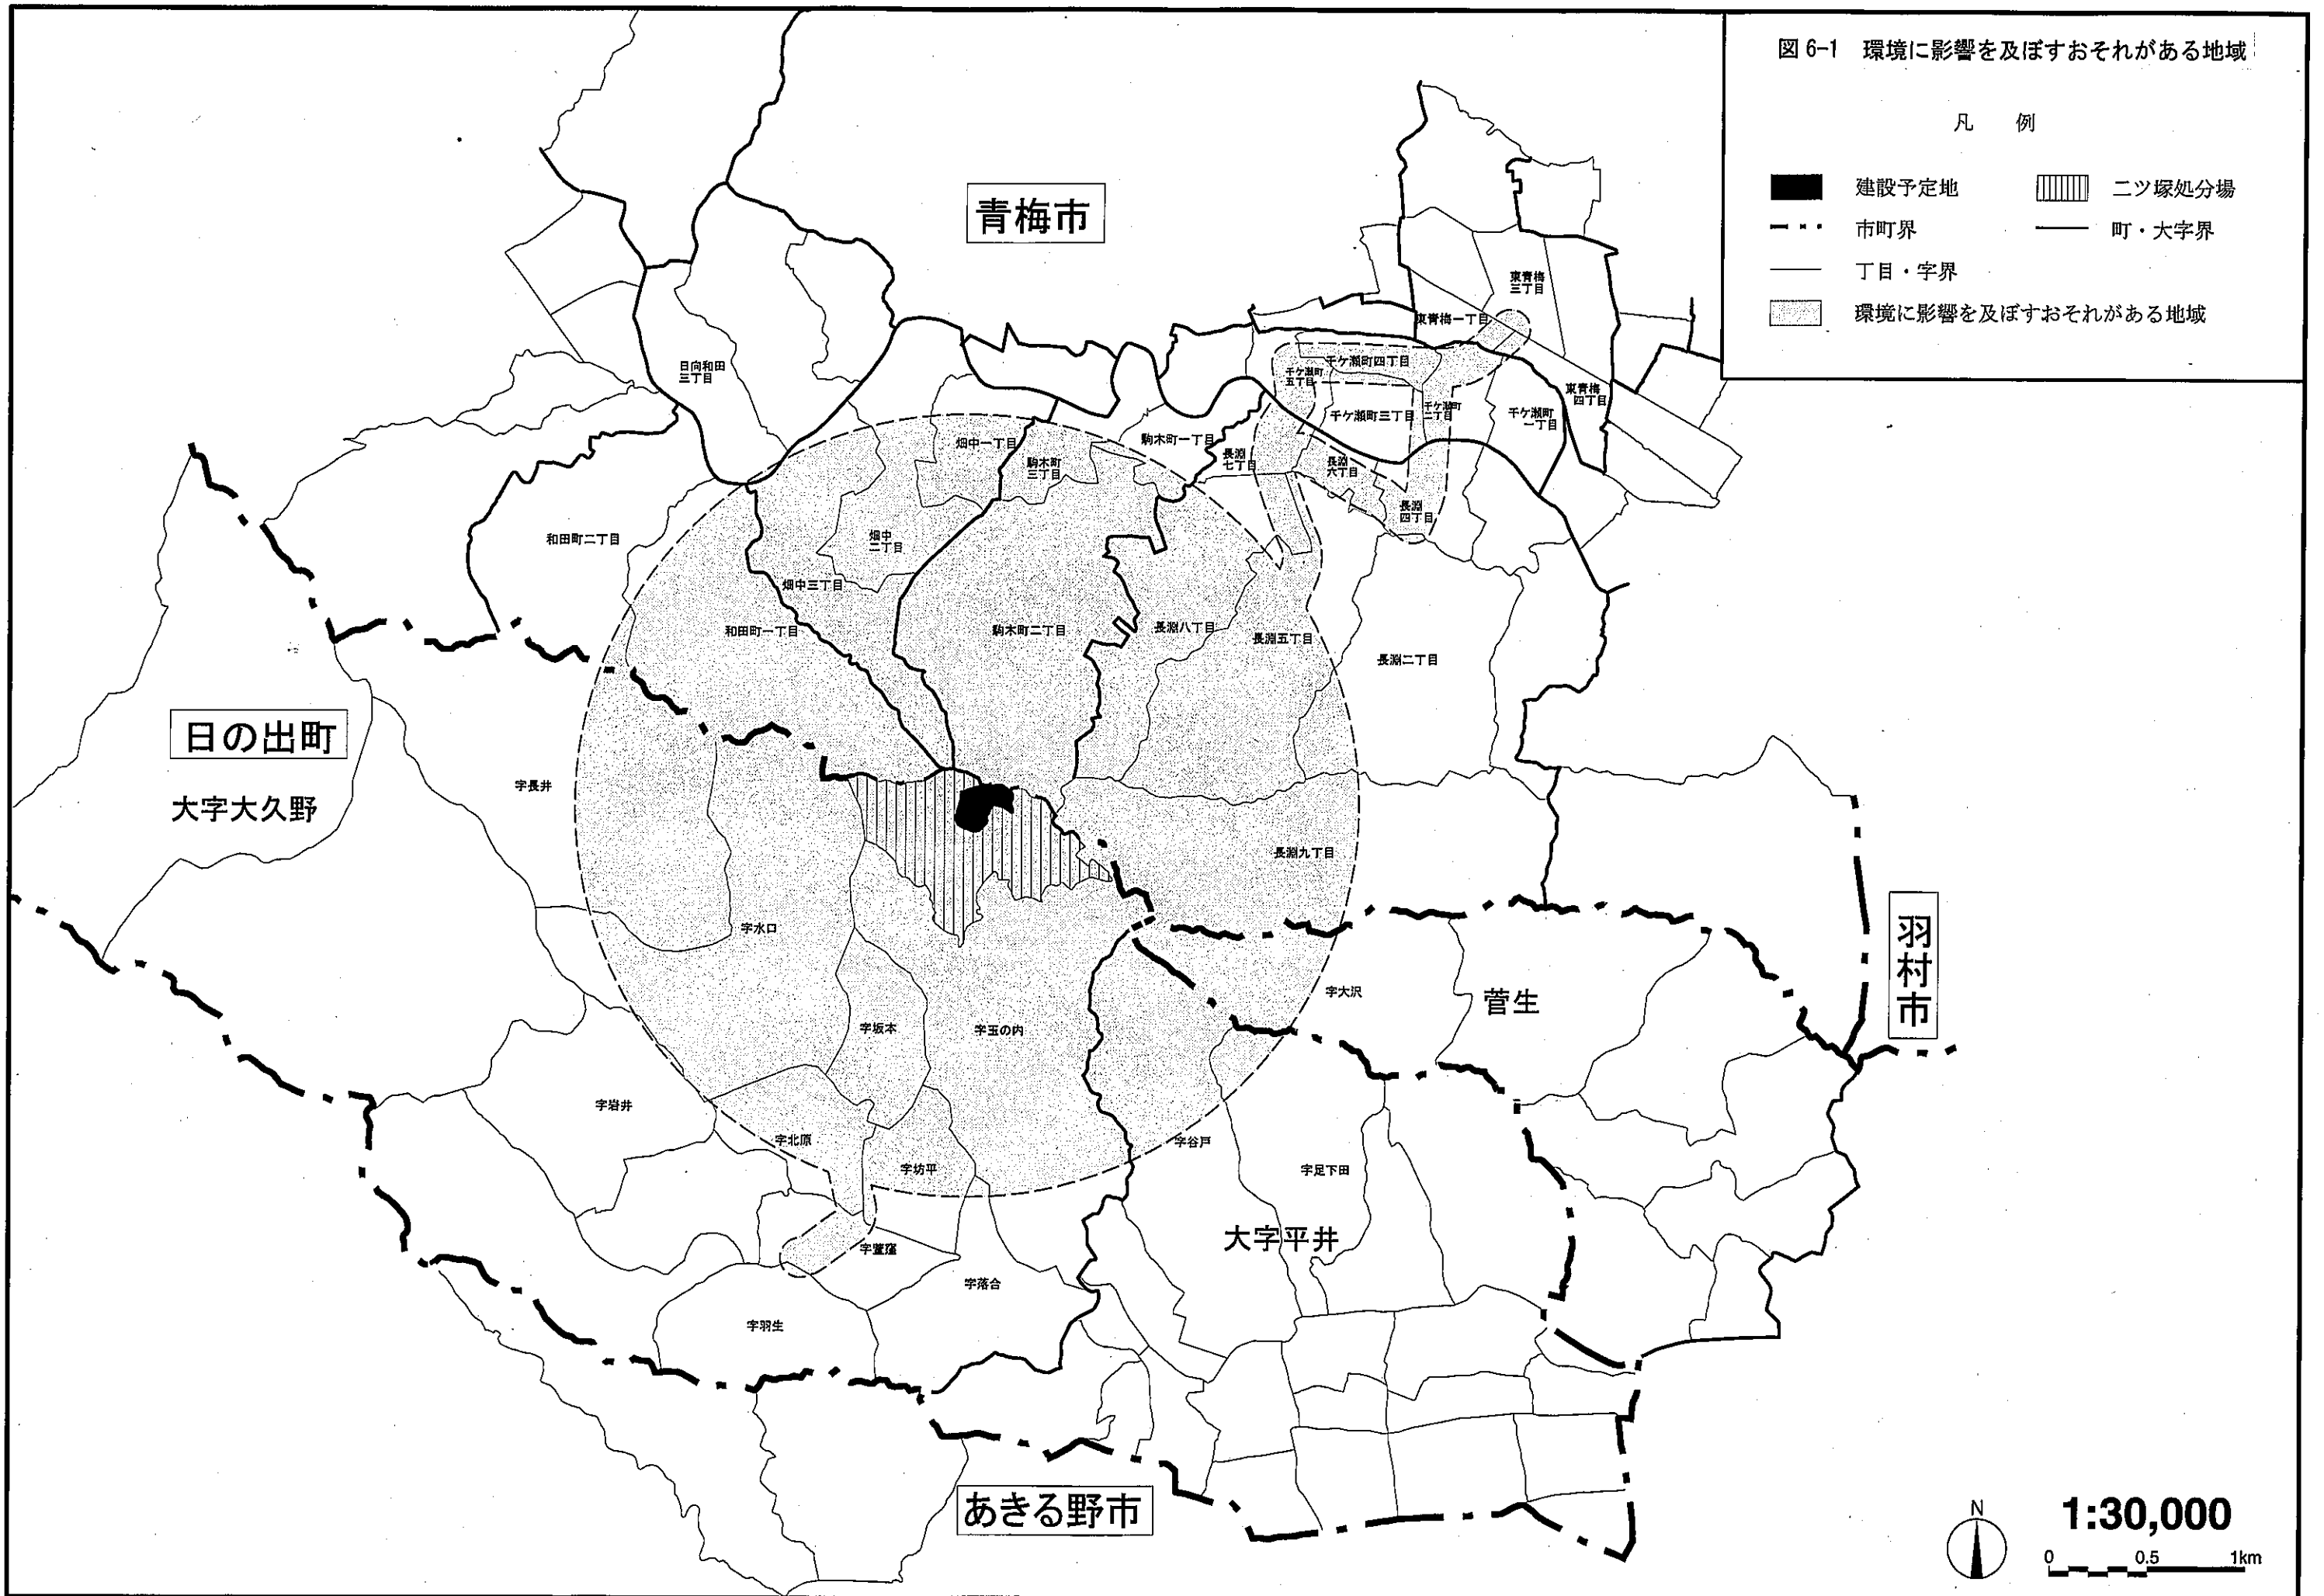 図 6-1 環境に影響を及ぼすおそれがある地域
凡 例
建設予定地
二ツ塚処分場
市町界
町・大字界
丁目・字界
環境に影響を及ぼすおそれがある地域
青梅市
東青梅
三丁目
東青梅一丁目
千ケ瀬町四丁目
日向和田
三丁目
千ケ瀬町
五丁目
東青梅
四丁目
千ケ瀬町三丁目
千ケ瀬町
二丁目
千ケ瀬町
一丁目
畑中一丁目
駒木町一丁目
駒木町
三丁目
長淵
七丁目
長淵
六丁目
長淵
四丁目
和田町二丁目
畑中
二丁目
畑中三丁目
和田町一丁目
駒木町二丁目
長淵八丁目
長淵五丁目
長淵二丁目
日の出町
大字大久野
字長井
長淵九丁目
字水口
羽村市
字大沢
菅生
字坂本
字玉の内
字岩井
字北原
字谷戸
字坊平
字足下田
大字平井
字萱窪
字落合
字羽生
あきる野市
N
1:30,000
0 0.5 1km